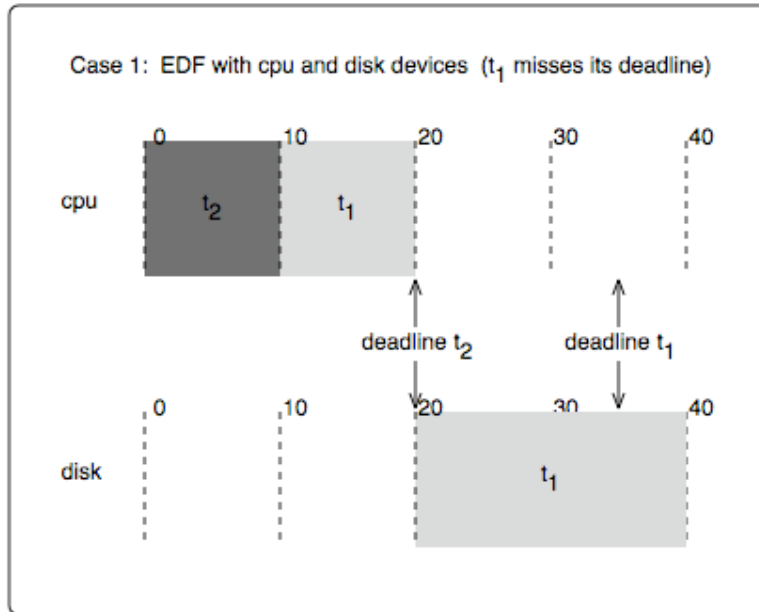 Case 1: EDF with cpu and disk devices (t1 misses its deadline)
0 10 20 30 40
cpu t2 t1
deadline t2 deadline t1
0 10 20 30 40
disk t1